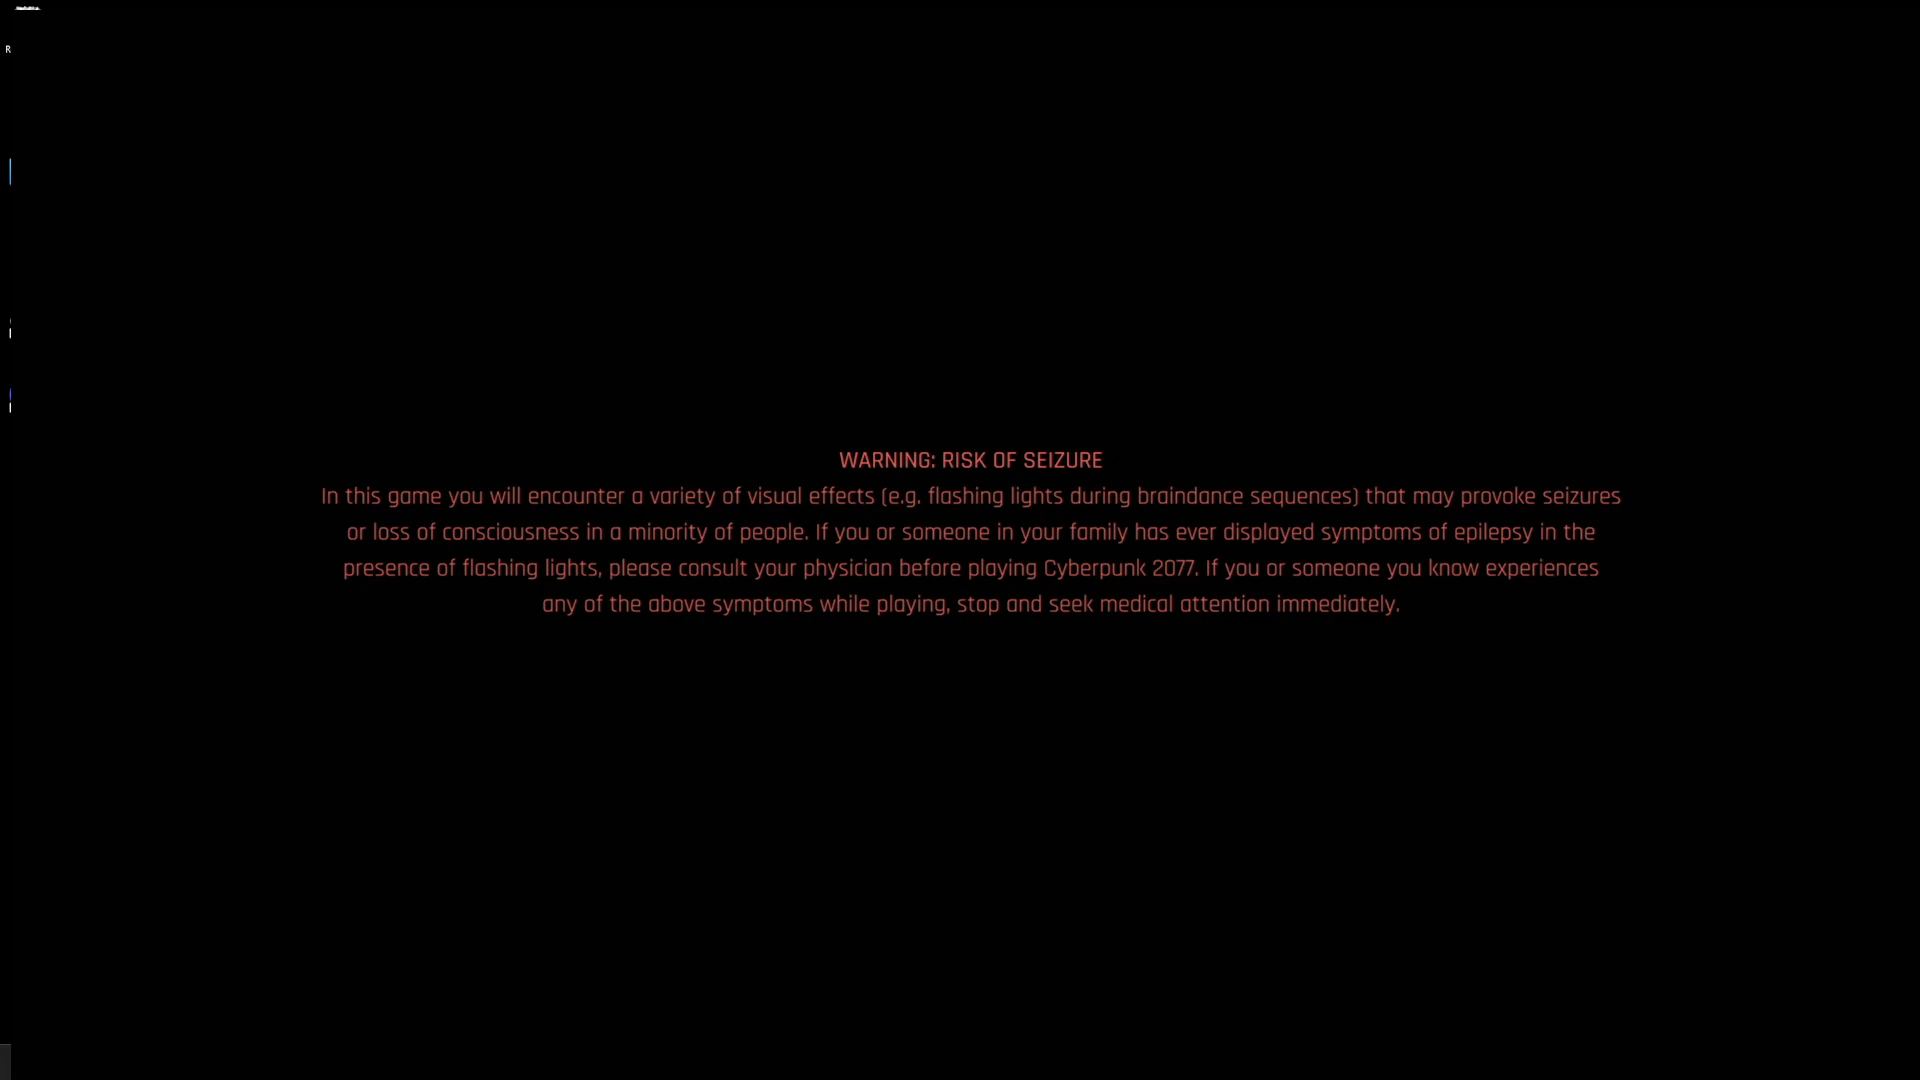 R
WARNING: RISK OF SEIZURE
In this game you will encounter a variety of visual effects (e.g. flashing lights during braindance sequences) that may provoke seizures
or loss of consciousness in a minority of people. If you or someone in your family has ever displayed symptoms of epilepsy in the
presence of flashing lights, please consult your physician before playing Cyberpunk 2077. If you or someone you know experiences
any of the above symptoms while playing, stop and seek medical attention immediately.